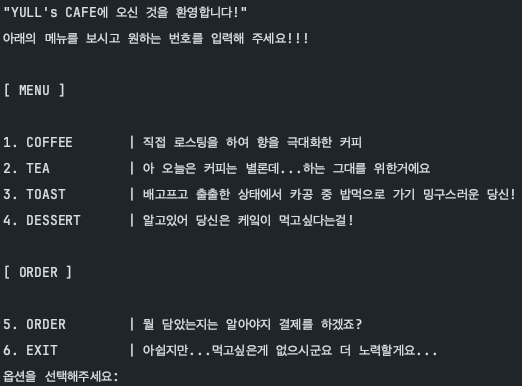 "YULL's CAFE에 오신 것을 환영합니다!"
아래의 메뉴를 보시고 원하는 번호를 입력해 주세요!!!
[ MENU ]
1. COFFEE | 직접 로스팅을 하여 향을 극대화한 커피
2. TEA | 아 오늘은 커피는 별론데...하는 그대를 위한거에요
3. TOAST | 배고프고 출출한 상태에서 카공 중 밥먹으로 가기 밍구스러운 당신!
4. DESSERT | 알고있어 당신은 케잌이 먹고싶다는걸!
[ ORDER ]
5. ORDER | 뭘 담았는지는 알아야지 결제를 하겠죠?
6. EXIT | 아쉽지만...먹고싶은게 없으시군요 더 노력할게요...
옵션을 선택해주세요: